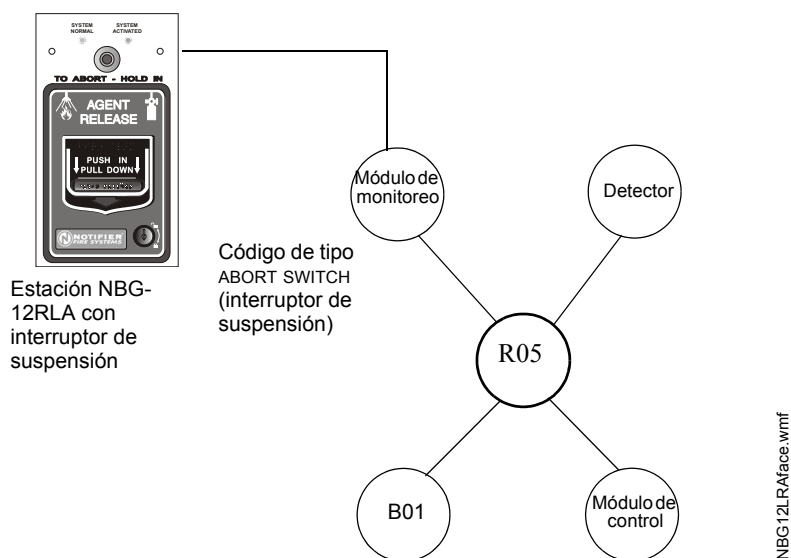 SYSTEM NORMAL
SYSTEM ACTIVATED
TO ABORT - HOLD IN
AGENT
RELEASE
PUSH IN
PULL DOWN
NOTIFIER
FIRE SYSTEMS
Estación NBG-
12RLA con
interruptor de
suspensión
Código de tipo
ABORT SWITCH
(interruptor de
suspensión)
Módulo de
monitoreo
Detector
R05
B01
Módulo de
control
NBG12LRAface.wmf